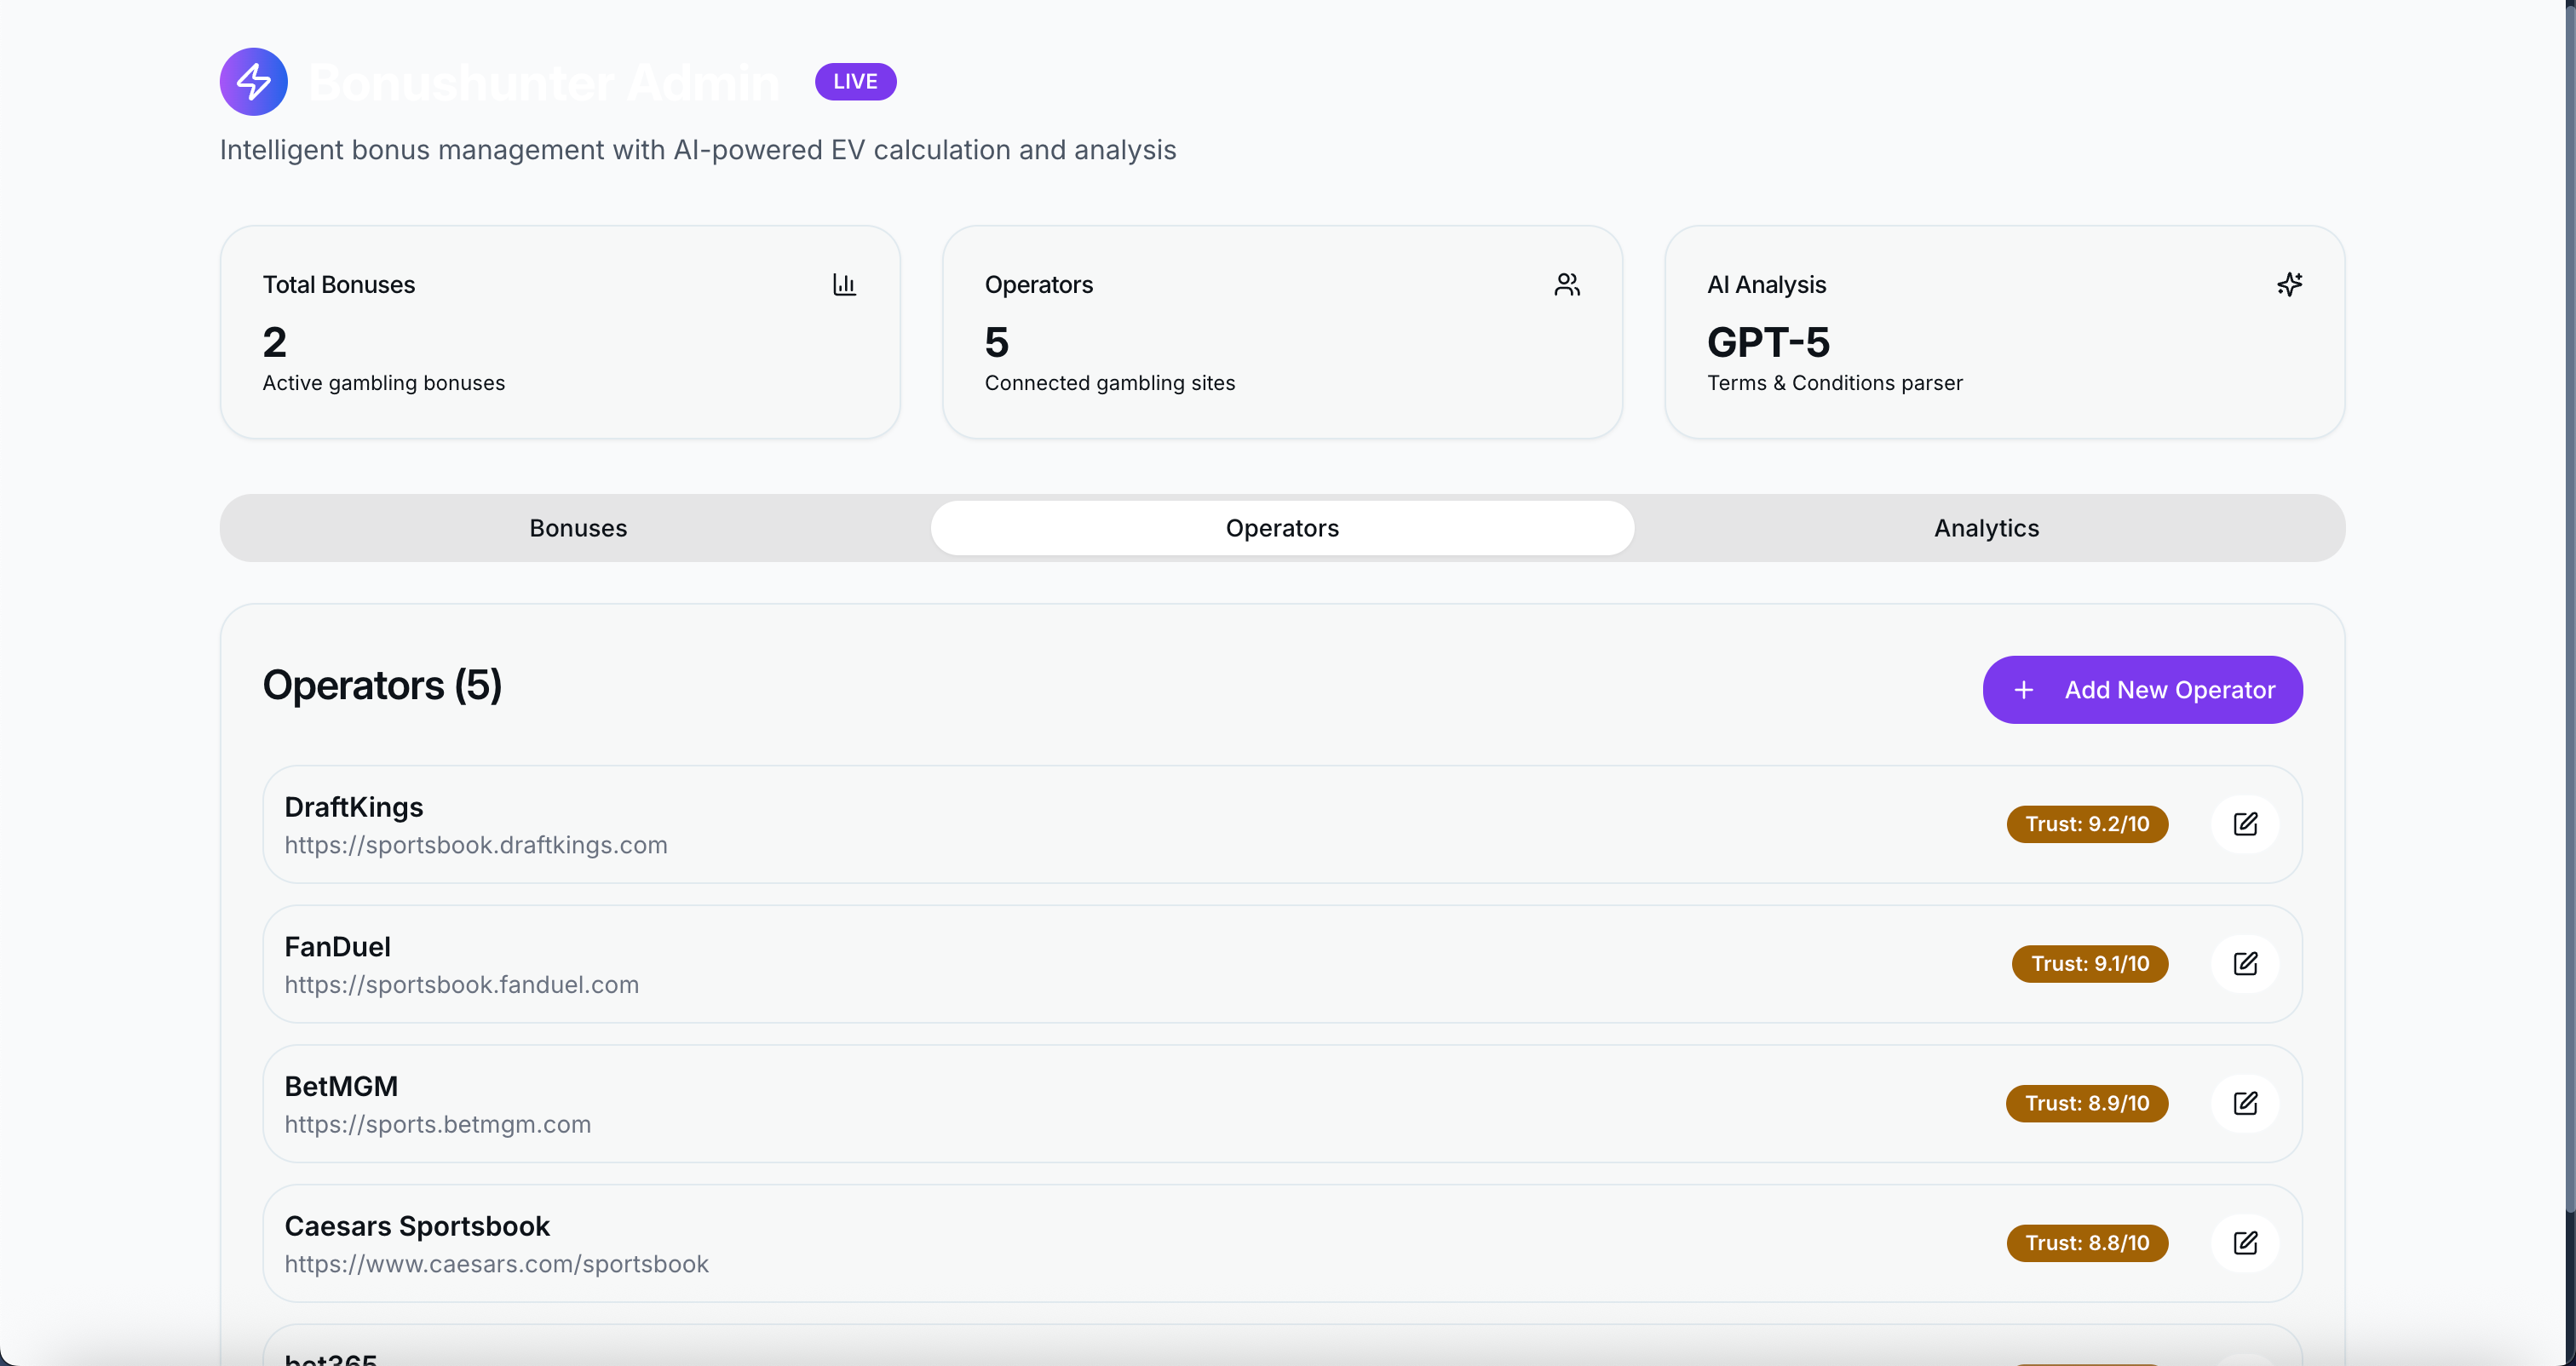 Bonushunter Admin
LIVE
Intelligent bonus management with AI-powered EV calculation and analysis
Total Bonuses
2
Active gambling bonuses
Operators
5
Connected gambling sites
AI Analysis
GPT-5
Terms & Conditions parser
Bonuses
Operators
Analytics
Operators (5)
Add New Operator
DraftKings
https://sportsbook.draftkings.com
Trust: 9.2/10
FanDuel
https://sportsbook.fanduel.com
Trust: 9.1/10
BetMGM
https://sports.betmgm.com
Trust: 8.9/10
Caesars Sportsbook
https://www.caesars.com/sportsbook
Trust: 8.8/10
bet365